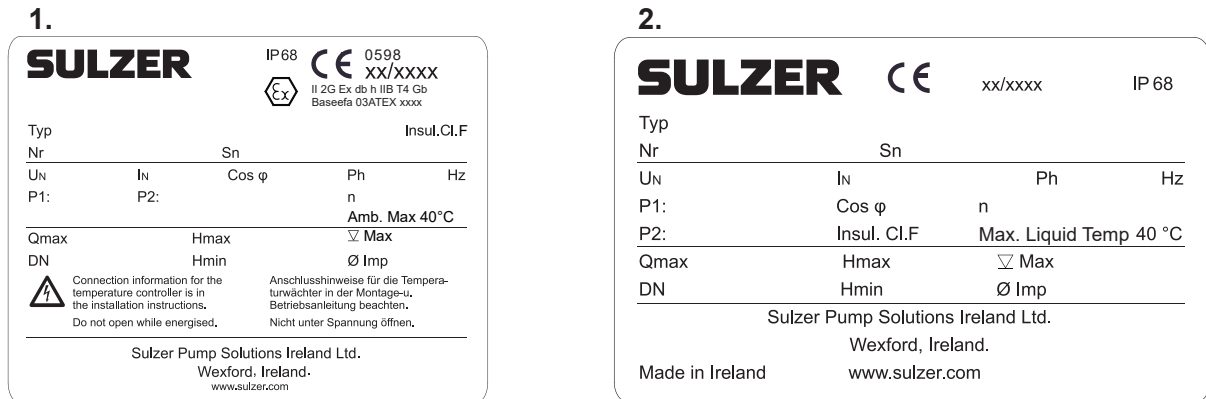 1.
SULZER IP68 CE 0598
xx/xxxx
Ex II 2G Ex db h IIB T4 Gb
Baseefa 03ATEX xxxx
Typ Insul.Cl.F
Nr Sn
UN IN Cos φ Ph Hz
P1: P2: n
Amb. Max 40°C
Qmax Hmax ▽ Max
DN Hmin Ø Imp
Connection information for the
temperature controller is in
the installation instructions.
Do not open while energised.
Anschlusshinweise für die Tempera-
turwächter in der Montage-u.
Betriebsanleitung beachten.
Nicht unter Spannung öffnen.
Sulzer Pump Solutions Ireland Ltd.
Wexford, Ireland.
www.sulzer.com
2.
SULZER CE xx/xxxx IP 68
Typ
Nr Sn
UN IN Ph Hz
P1: Cos φ n
P2: Insul. Cl.F Max. Liquid Temp 40 °C
Qmax Hmax ▽ Max
DN Hmin Ø Imp
Sulzer Pump Solutions Ireland Ltd.
Wexford, Ireland.
Made in Ireland www.sulzer.com